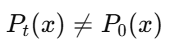 P_t(x) ≠ P_0(x)